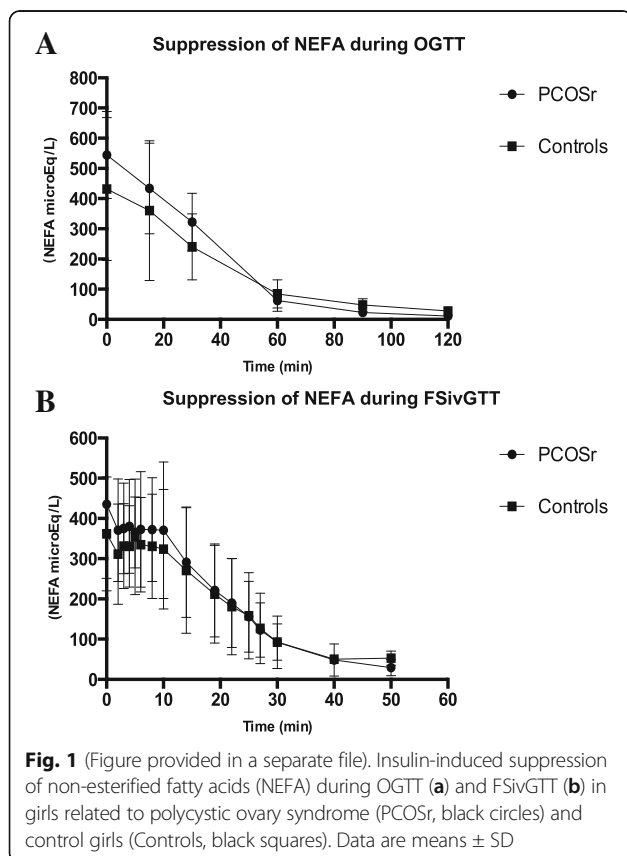 A
Suppression of NEFA during OGTT
PCOSr
Controls
(NEFA microEq/L)
800
700
600
500
400
300
200
100
0
0 20 40 60 80 100 120
Time (min)
B
Suppression of NEFA during FSivGTT
PCOSr
Controls
(NEFA microEq/L)
600
500
400
300
200
100
0
0 10 20 30 40 50 60
Time (min)
Fig. 1 (Figure provided in a separate file). Insulin-induced suppression
of non-esterified fatty acids (NEFA) during OGTT (a) and FSivGTT (b) in
girls related to polycystic ovary syndrome (PCOSr, black circles) and
control girls (Controls, black squares). Data are means ± SD